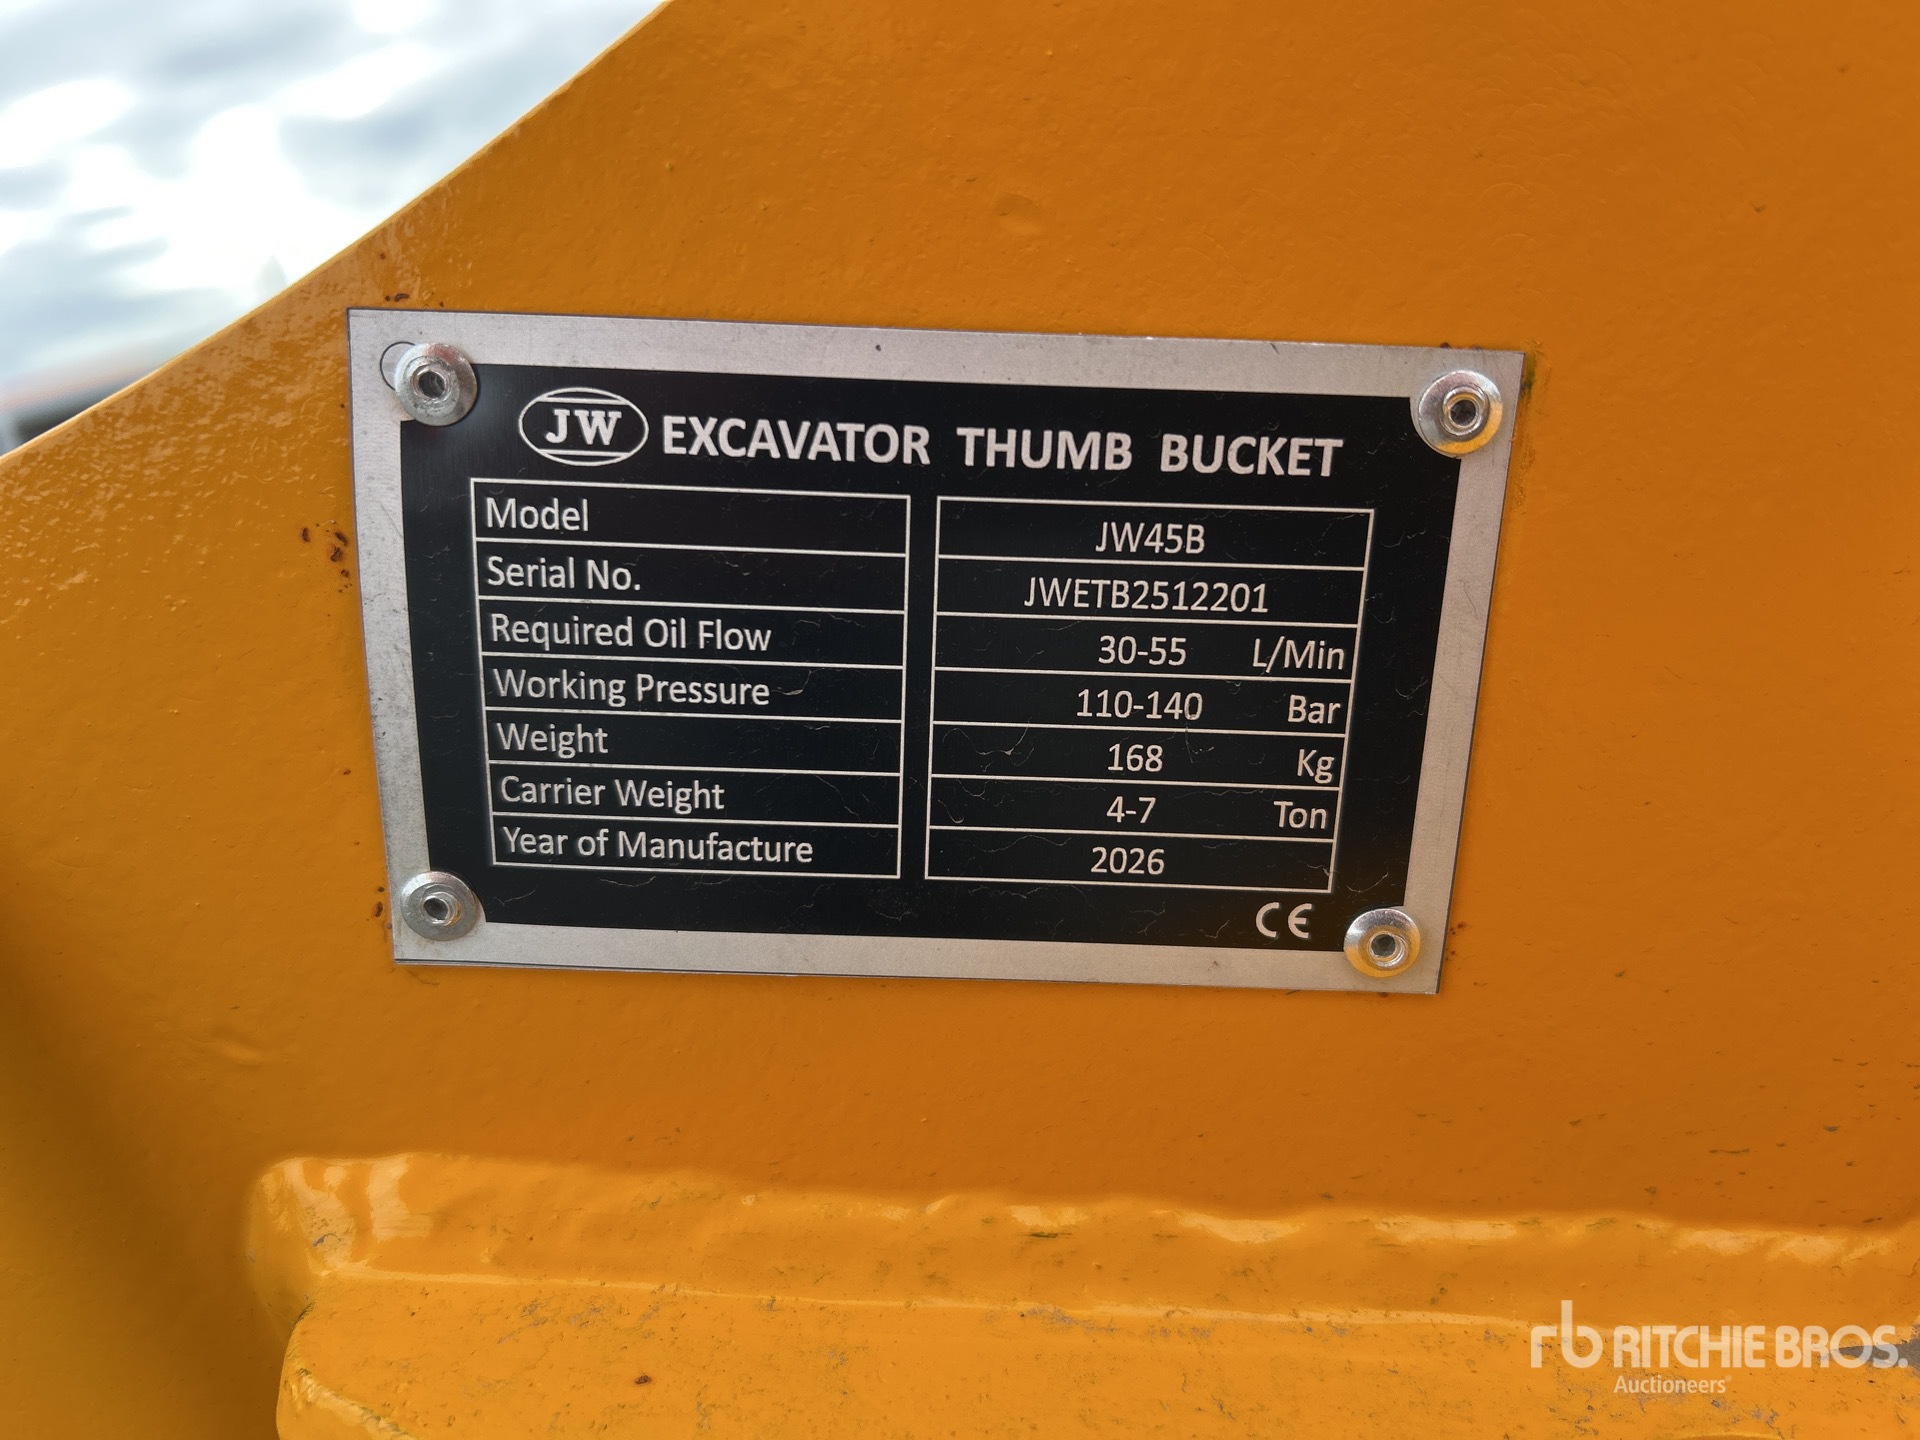 JW EXCAVATOR THUMB BUCKET
Model JW45B
Serial No. JWETB2512201
Required Oil Flow 30-55 L/Min
Working Pressure 110-140 Bar
Weight 168 Kg
Carrier Weight 4-7 Ton
Year of Manufacture 2026
CE
rb RITCHIE BROS.
Auctioneers